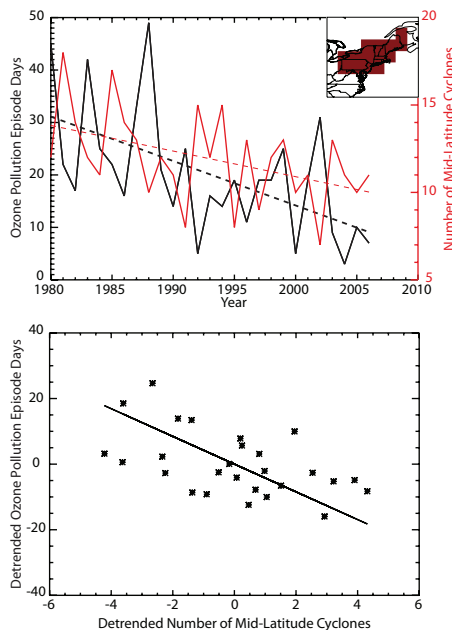 50
40
30
20
10
0
Ozone Pollution Episode Days
20
15
10
5
Number of Mid-Latitude Cyclones
1980 1985 1990 1995 2000 2005 2010
Year
40
20
0
-20
-40
Detrended Ozone Pollution Episode Days
-6 -4 -2 0 2 4 6
Detrended Number of Mid-Latitude Cyclones